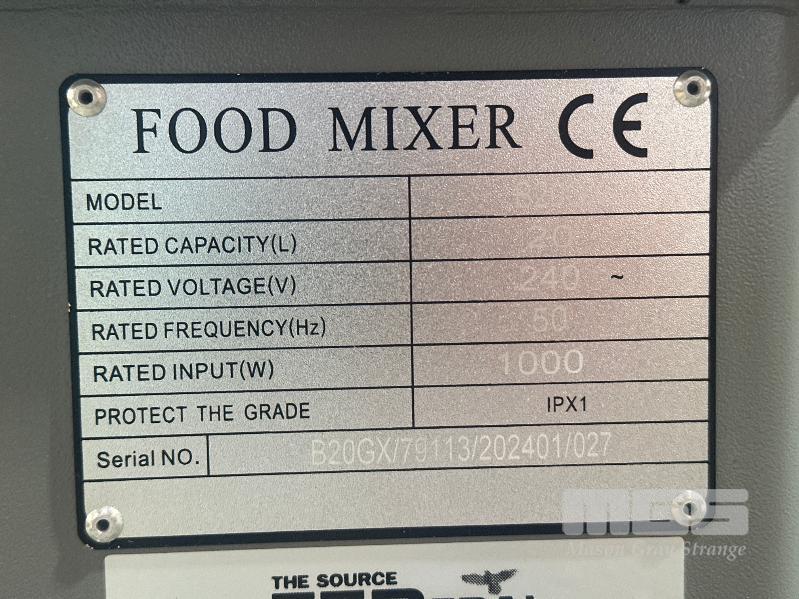 FOOD MIXER CE
MODEL
RATED CAPACITY(L) 20
RATED VOLTAGE(V) 240 ~
RATED FREQUENCY(Hz) 50
RATED INPUT(W) 1000
PROTECT THE GRADE IPX1
Serial NO. B20GX/79113/202401/027
MGS
Mason Gray Strange
THE SOURCE